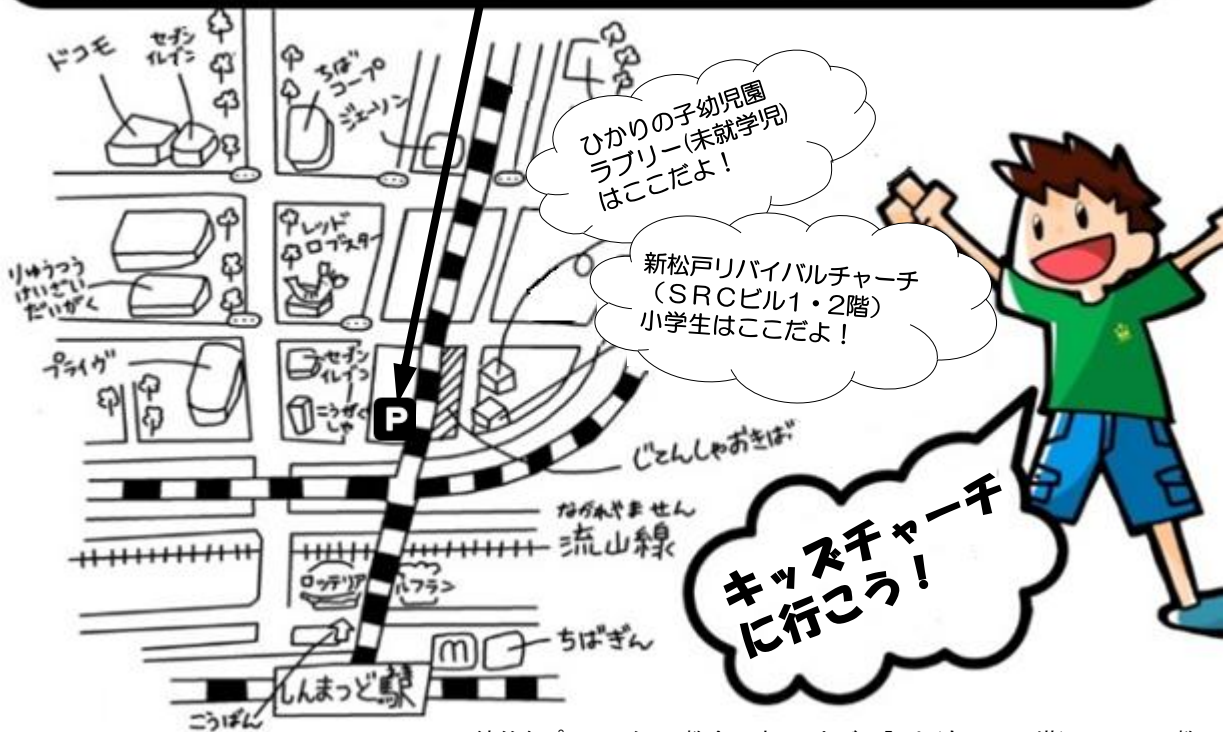 ドコモ
セブン
イレブン
ちば
コープ
ジェーソン
ひかりの子幼児園
ラブリー(未就学児)
はここだよ！
レッド
ロブスター
りゅうつう
けいざい
だいがく
新松戸リバイバルチャーチ
（ＳＲＣビル１・２階）
小学生はここだよ！
プライヴ
セブン
イレブン
こうがく
しゃ
P
じてんしゃおきば
ながれやません
流山線
キッズチャーチ
に行こう！
ロッテリア
ルフラン
m
ちばぎん
しんまつど駅
えき
こうばん